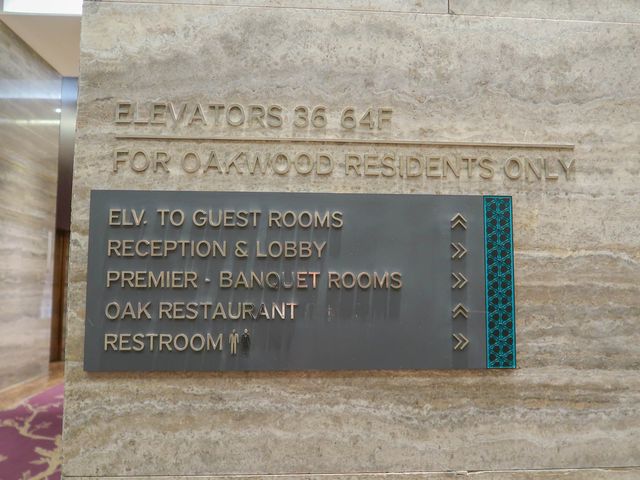 ELEVATORS 36 64F
FOR OAKWOOD RESIDENTS ONLY
ELV. TO GUEST ROOMS
RECEPTION & LOBBY
PREMIER - BANQUET ROOMS
OAK RESTAURANT
RESTROOM